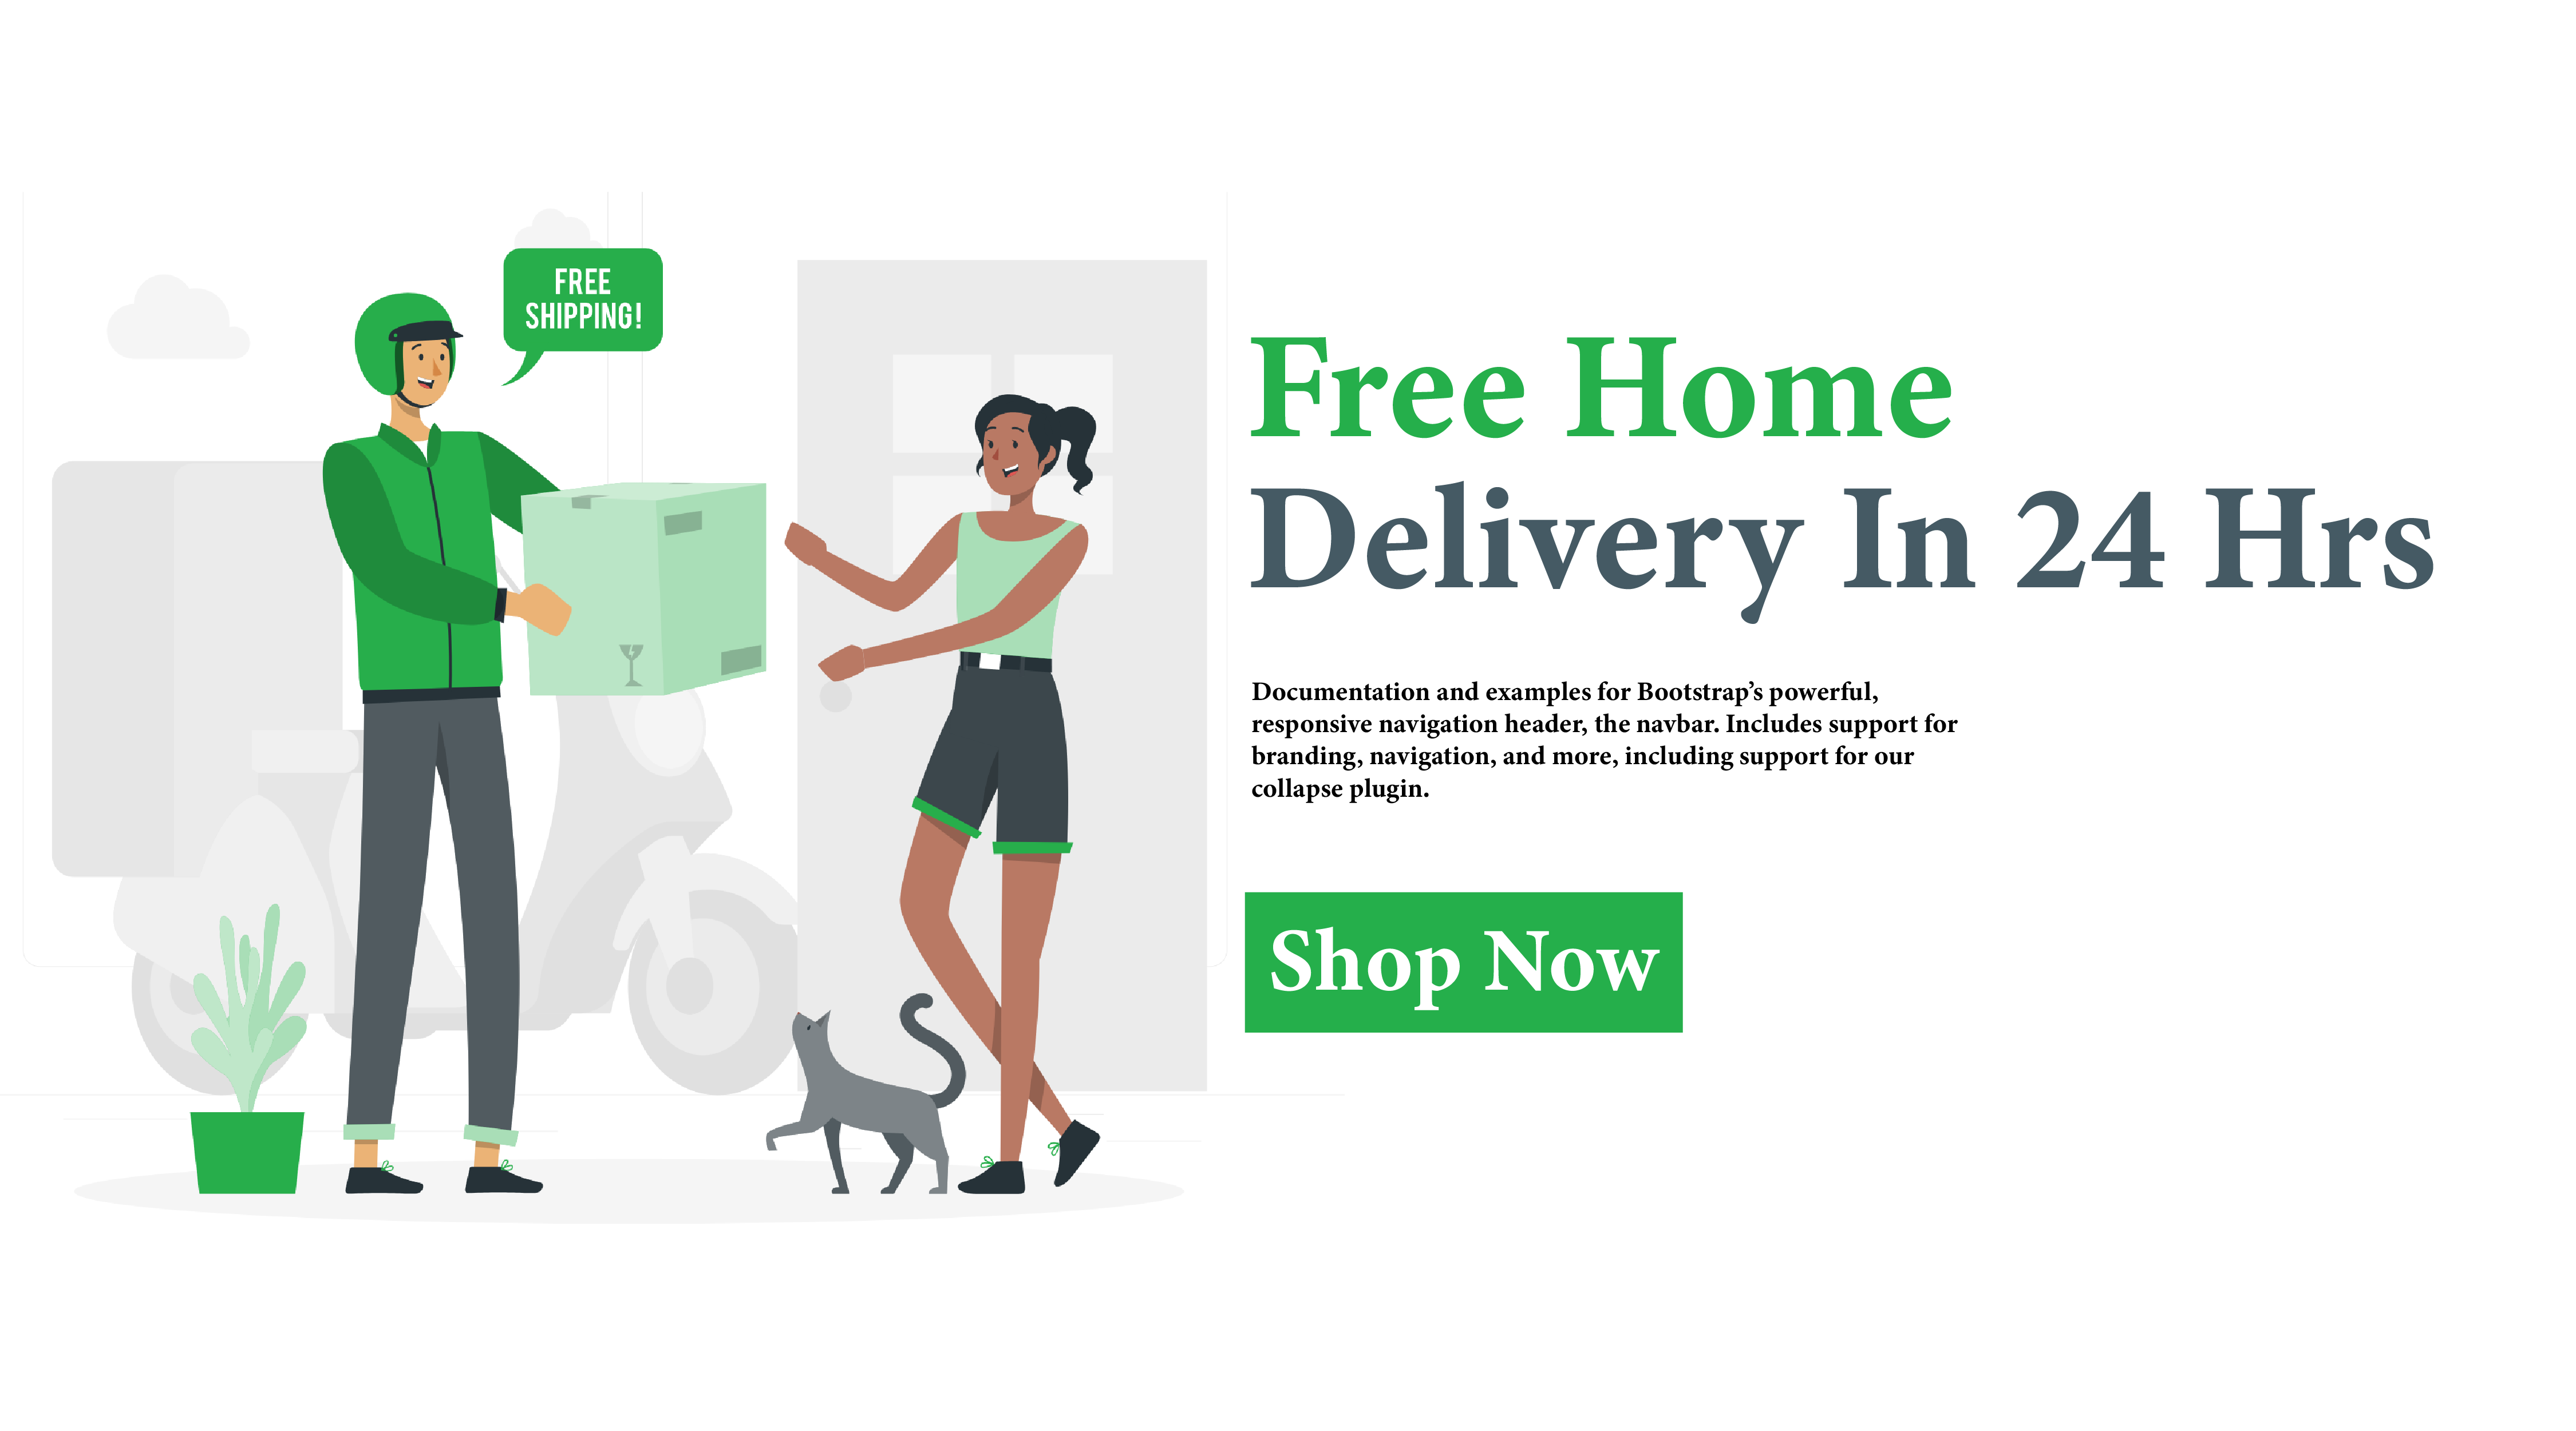 FREE
SHIPPING!
Free Home
Delivery In 24 Hrs
Documentation and examples for Bootstrap’s powerful,
responsive navigation header, the navbar. Includes support for
branding, navigation, and more, including support for our
collapse plugin.
Shop Now